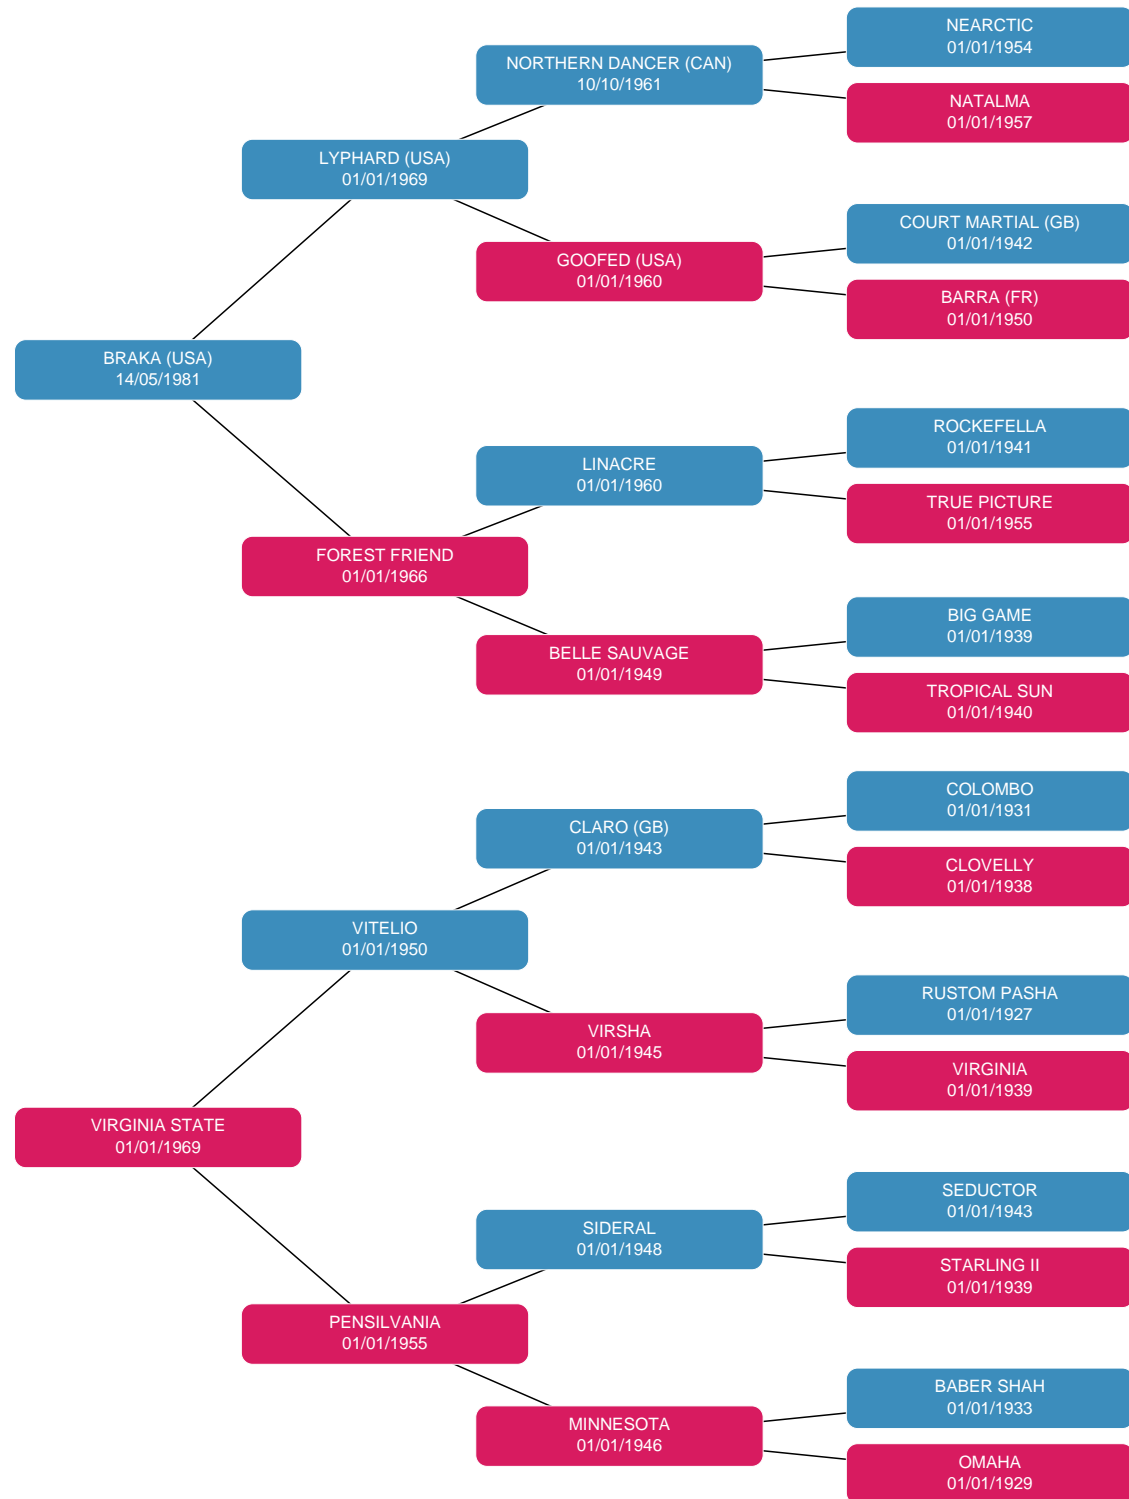 NEARCTIC
01/01/1954
NORTHERN DANCER (CAN)
10/10/1961
NATALMA
01/01/1957
LYPHARD (USA)
01/01/1969
COURT MARTIAL (GB)
01/01/1942
GOOFED (USA)
01/01/1960
BARRA (FR)
01/01/1950
BRAKA (USA)
14/05/1981
ROCKEFELLA
01/01/1941
LINACRE
01/01/1960
TRUE PICTURE
01/01/1955
FOREST FRIEND
01/01/1966
BIG GAME
01/01/1939
BELLE SAUVAGE
01/01/1949
TROPICAL SUN
01/01/1940
COLOMBO
01/01/1931
CLARO (GB)
01/01/1943
CLOVELLY
01/01/1938
VITELIO
01/01/1950
RUSTOM PASHA
01/01/1927
VIRSHA
01/01/1945
VIRGINIA
01/01/1939
VIRGINIA STATE
01/01/1969
SEDUCTOR
01/01/1943
SIDERAL
01/01/1948
STARLING II
01/01/1939
PENSILVANIA
01/01/1955
BABER SHAH
01/01/1933
MINNESOTA
01/01/1946
OMAHA
01/01/1929